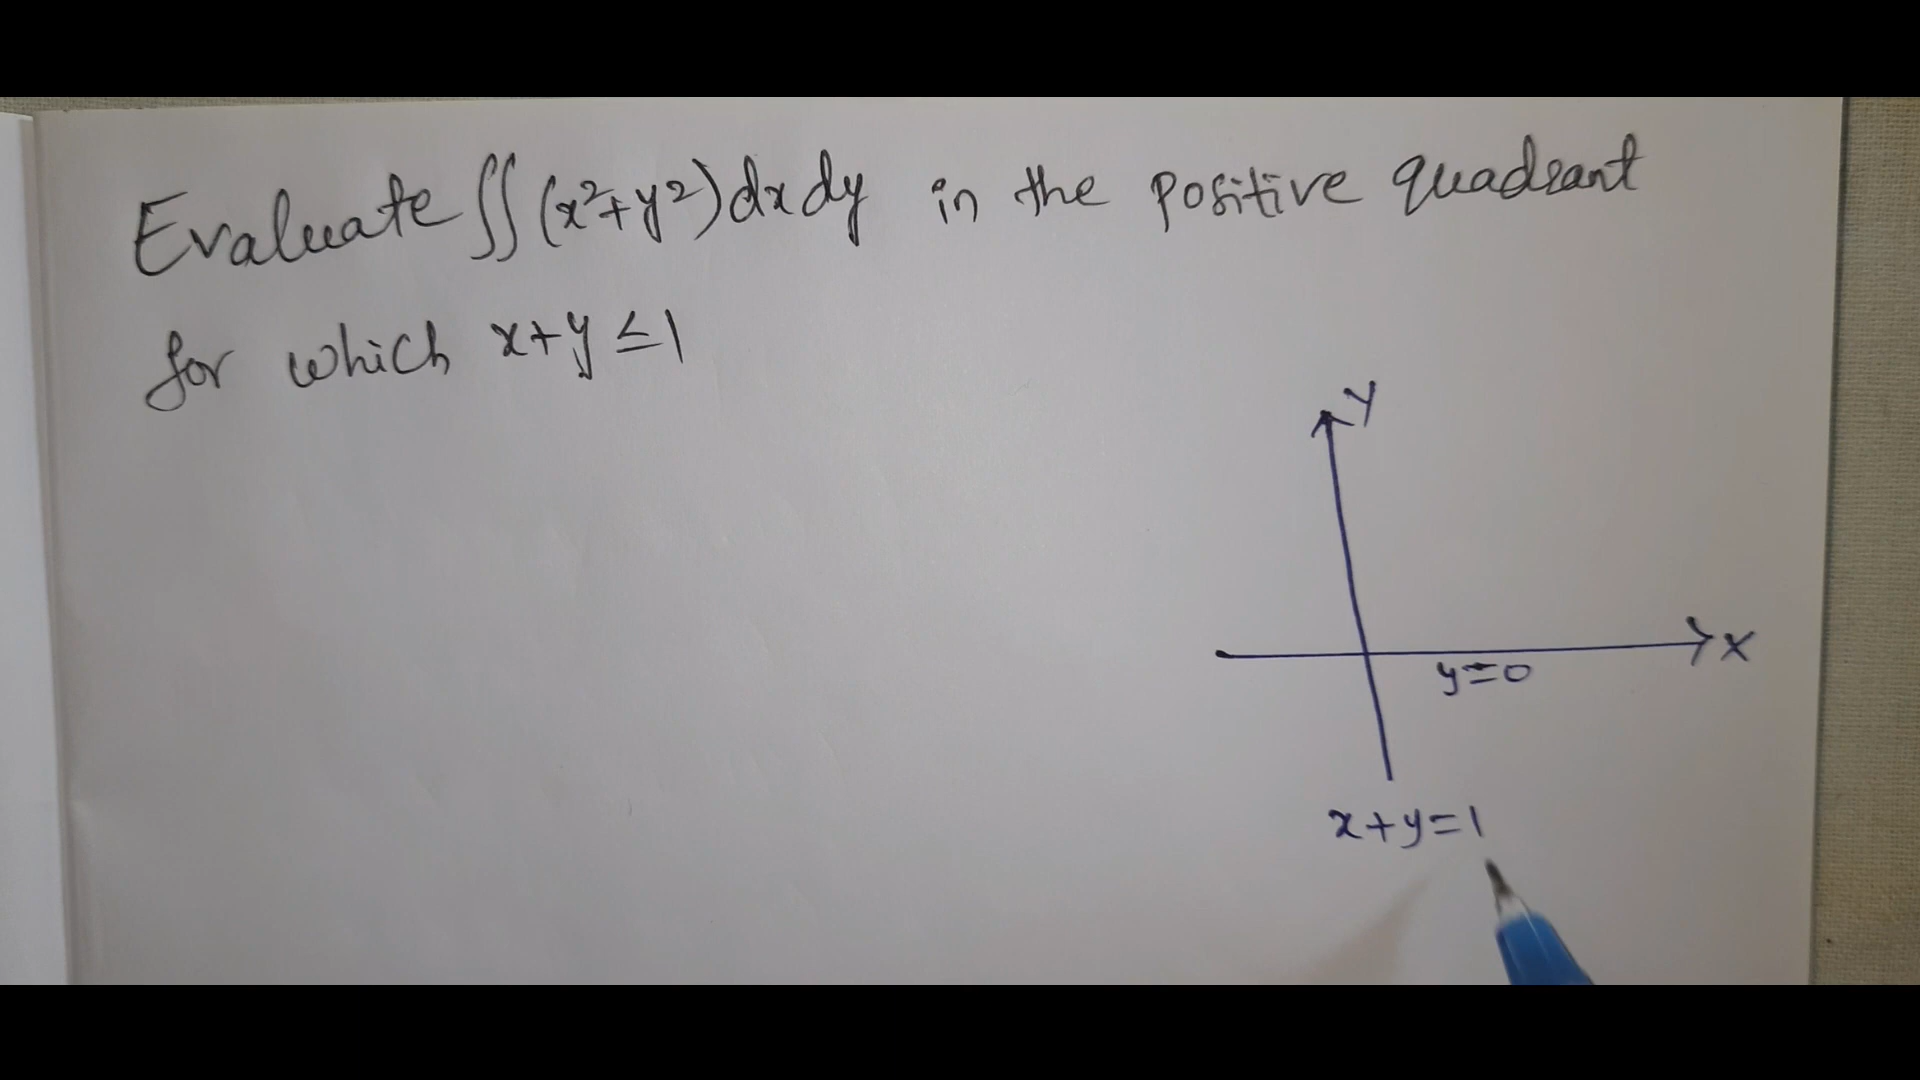 Evaluate ∬(x²+y²)dxdy in the positive quadrant
for which x+y ≤ 1
Y
X
y=0
x+y=1